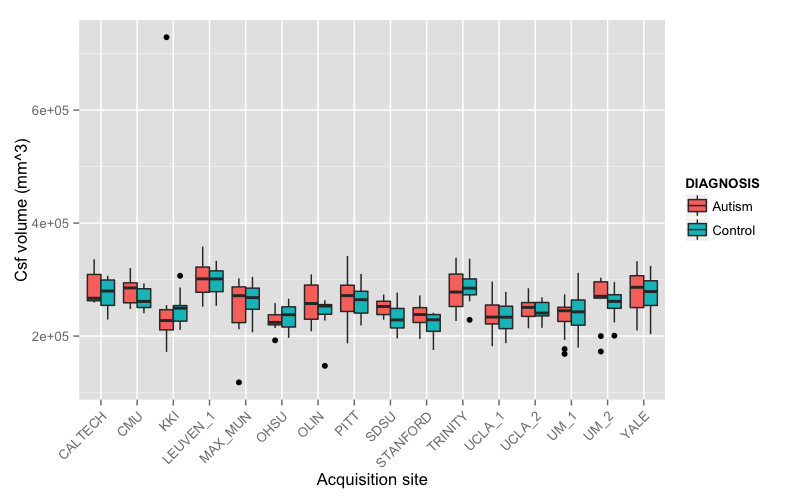 Csf volume (mm^3)
6e+05
4e+05
2e+05
CALTECH
CMU
KKI
LEUVEN_1
MAX_MUN
OHSU
OLIN
PITT
SDSU
STANFORD
TRINITY
UCLA_1
UCLA_2
UM_1
UM_2
YALE
Acquisition site
DIAGNOSIS
Autism
Control